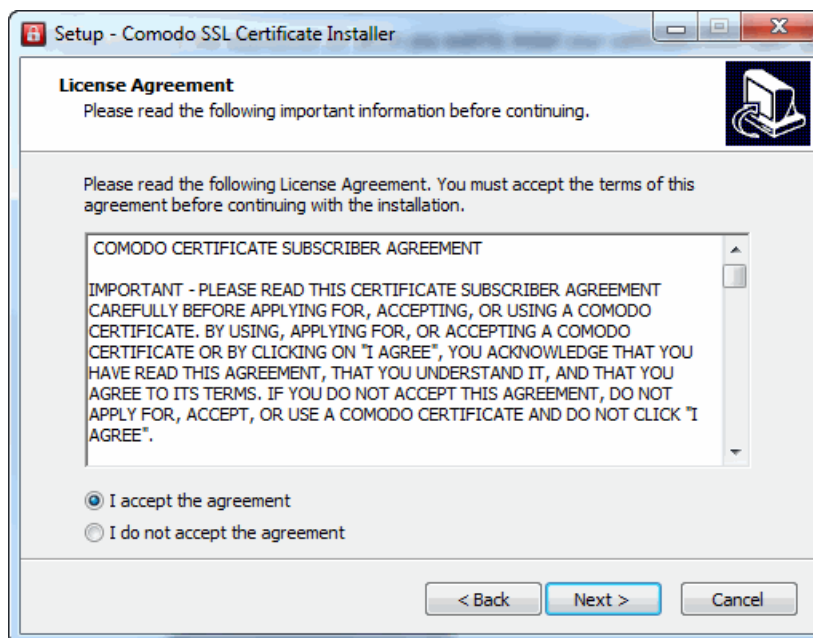 Setup - Comodo SSL Certificate Installer
License Agreement
Please read the following important information before continuing.
Please read the following License Agreement. You must accept the terms of this
agreement before continuing with the installation.
COMODO CERTIFICATE SUBSCRIBER AGREEMENT
IMPORTANT - PLEASE READ THIS CERTIFICATE SUBSCRIBER AGREEMENT
CAREFULLY BEFORE APPLYING FOR, ACCEPTING, OR USING A COMODO
CERTIFICATE. BY USING, APPLYING FOR, OR ACCEPTING A COMODO
CERTIFICATE OR BY CLICKING ON "I AGREE", YOU ACKNOWLEDGE THAT YOU
HAVE READ THIS AGREEMENT, THAT YOU UNDERSTAND IT, AND THAT YOU
AGREE TO ITS TERMS. IF YOU DO NOT ACCEPT THIS AGREEMENT, DO NOT
APPLY FOR, ACCEPT, OR USE A COMODO CERTIFICATE AND DO NOT CLICK "I
AGREE".
I accept the agreement
I do not accept the agreement
< Back Next > Cancel